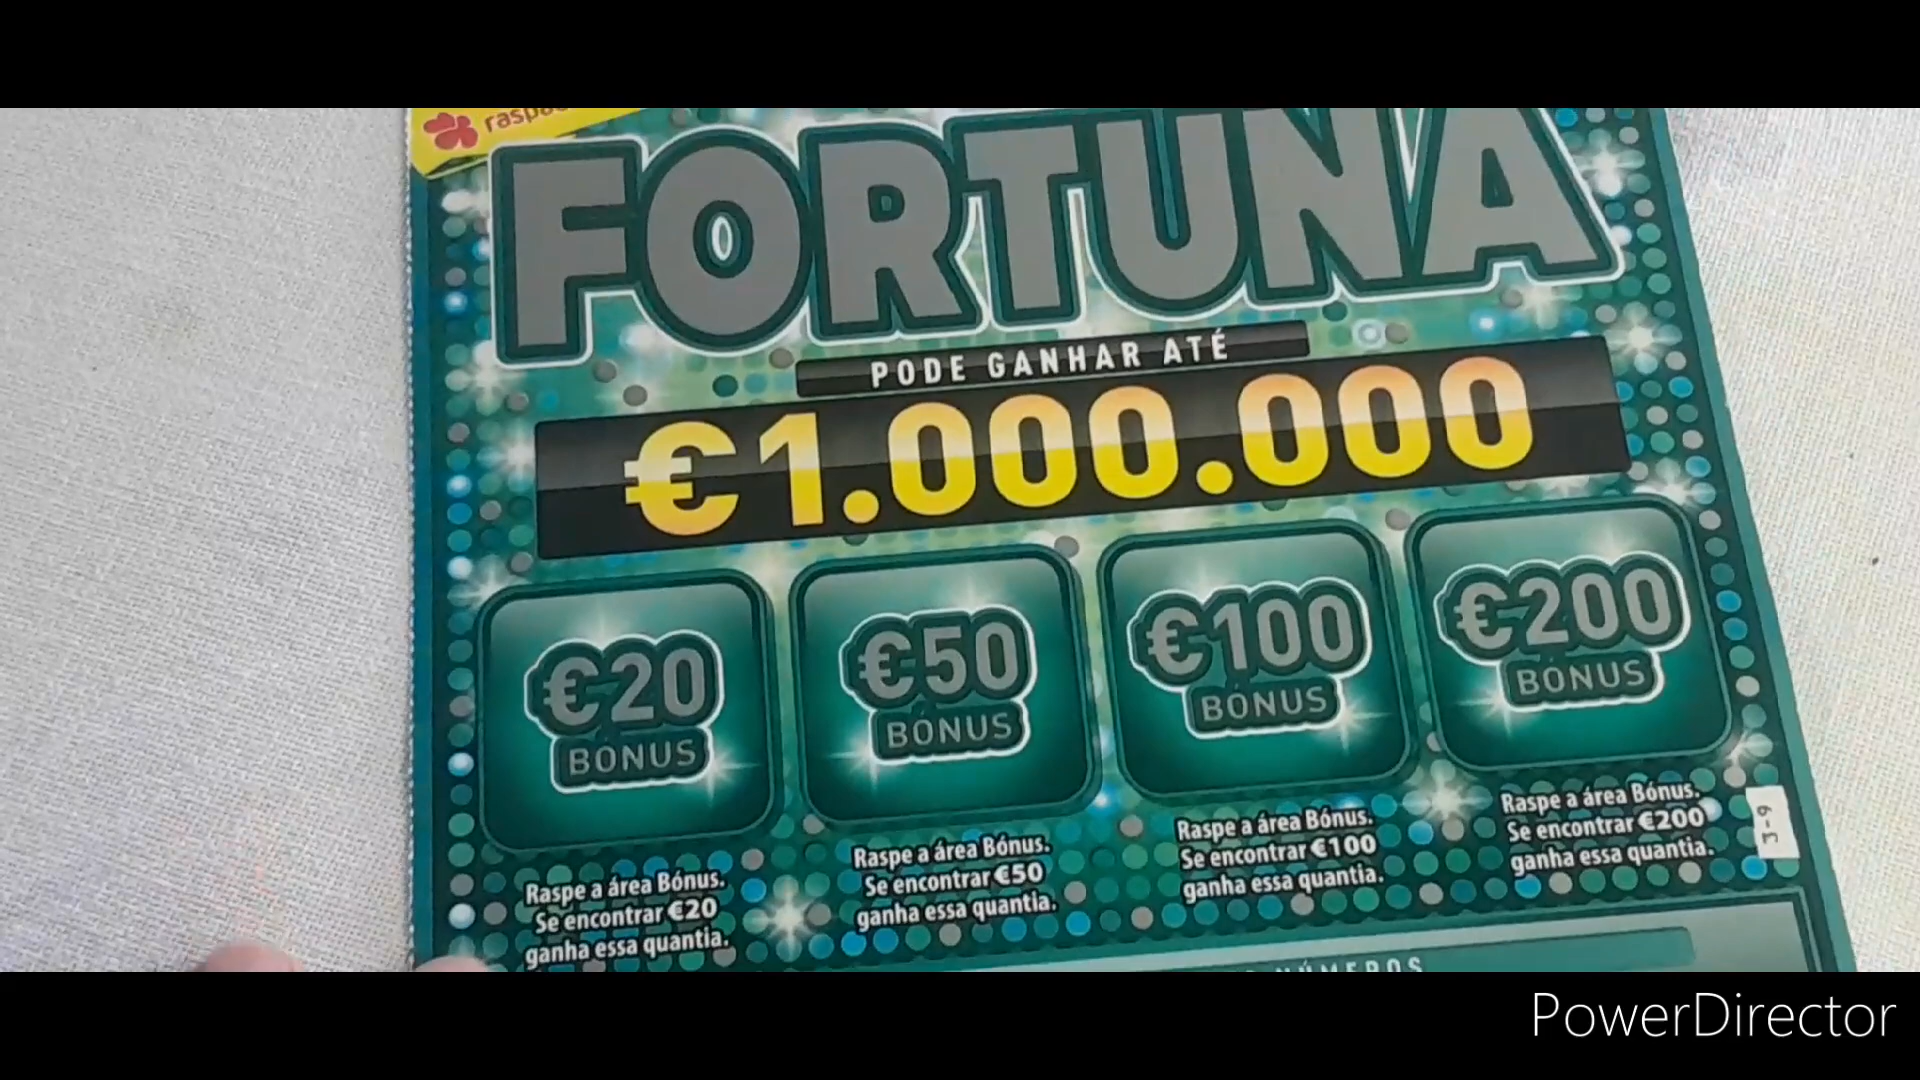 FORTUNA
PODE GANHAR ATÉ
€1.000.000
€20
BÓNUS
€50
BÓNUS
€100
BÓNUS
€200
BÓNUS
Raspe a área Bónus.
Se encontrar €20
ganha essa quantia.
Raspe a área Bónus.
Se encontrar €50
ganha essa quantia.
Raspe a área Bónus.
Se encontrar €100
ganha essa quantia.
Raspe a área Bónus.
Se encontrar €200
ganha essa quantia.
3-9
NÚMEROS
PowerDirector